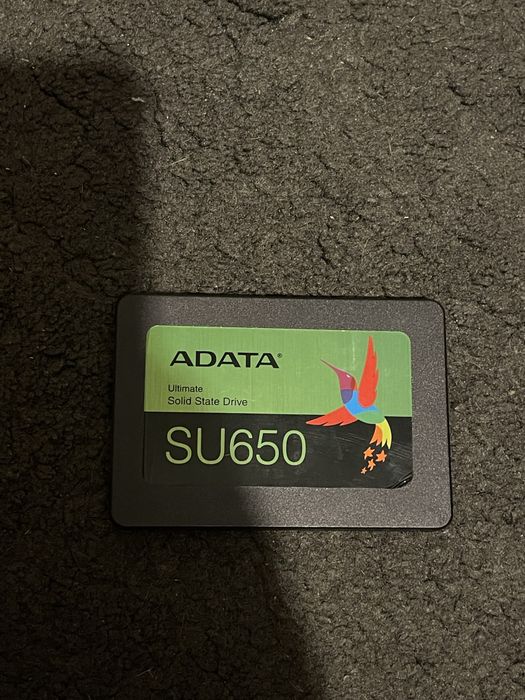 ADATA®
Ultimate
Solid State Drive
SU650